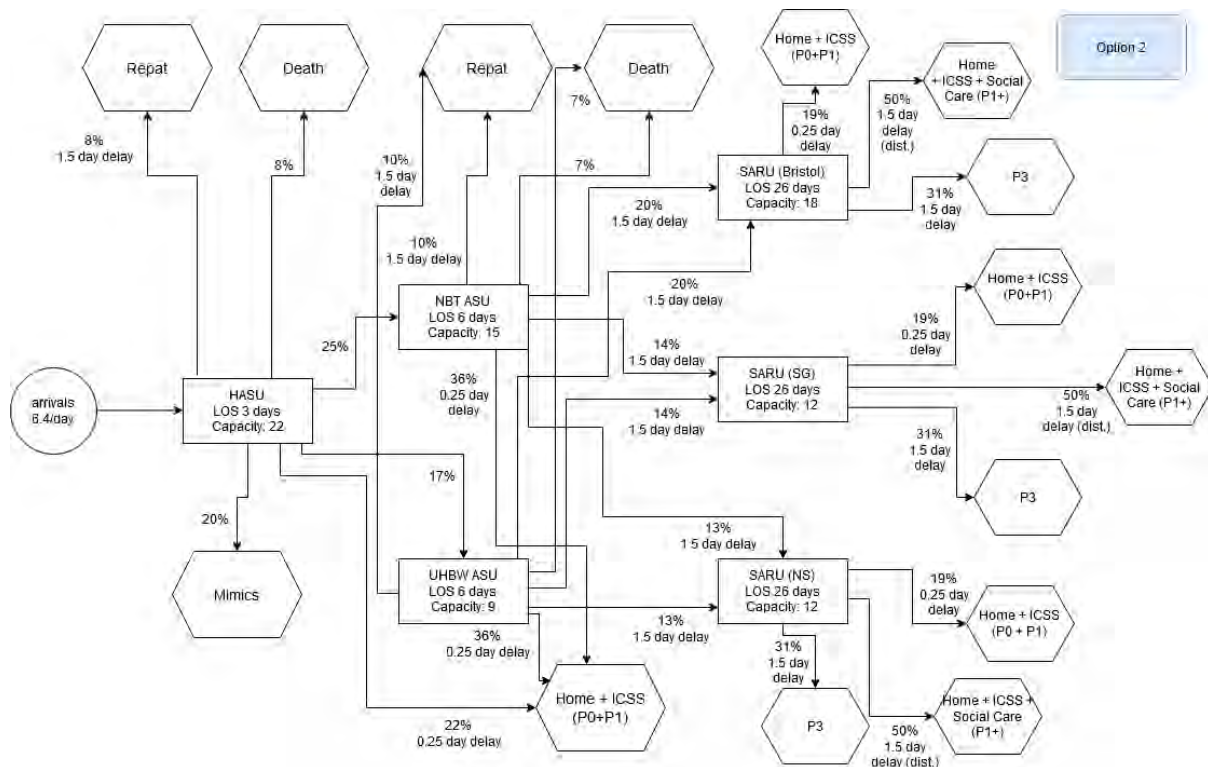 Repat
Death
Repat
Death
Home + ICSS
(P0+P1)
Home
+ ICSS + Social
Care (P1+)
Option 2
8%
1.5 day delay
8%
10%
1.5 day
delay
7%
7%
10%
1.5 day delay
19%
0.25 day
delay
50%
1.5 day
delay
(dist.)
SARU (Bristol)
LOS 26 days
Capacity: 18
P3
31%
1.5 day
delay
20%
1.5 day delay
20%
1.5 day delay
NBT ASU
LOS 6 days
Capacity: 15
25%
36%
0.25 day
delay
14%
1.5 day delay
14%
1.5 day delay
Home + ICSS
(P0+P1)
19%
0.25 day
delay
SARU (SG)
LOS 26 days
Capacity: 12
Home +
ICSS + Social
Care (P1+)
50%
1.5 day
delay (dist.)
31%
1.5 day
delay
P3
arrivals
6.4/day
HASU
LOS 3 days
Capacity: 22
17%
20%
Mimics
UHBW ASU
LOS 6 days
Capacity: 9
13%
1.5 day delay
13%
1.5 day delay
36%
0.25 day delay
SARU (NS)
LOS 26 days
Capacity: 12
19%
0.25 day
delay
Home + ICSS
(P0 + P1)
31%
1.5 day
delay
P3
Home + ICSS +
Social Care
(P1+)
50%
1.5 day
delay (dist.)
Home + ICSS
(P0+P1)
22%
0.25 day delay